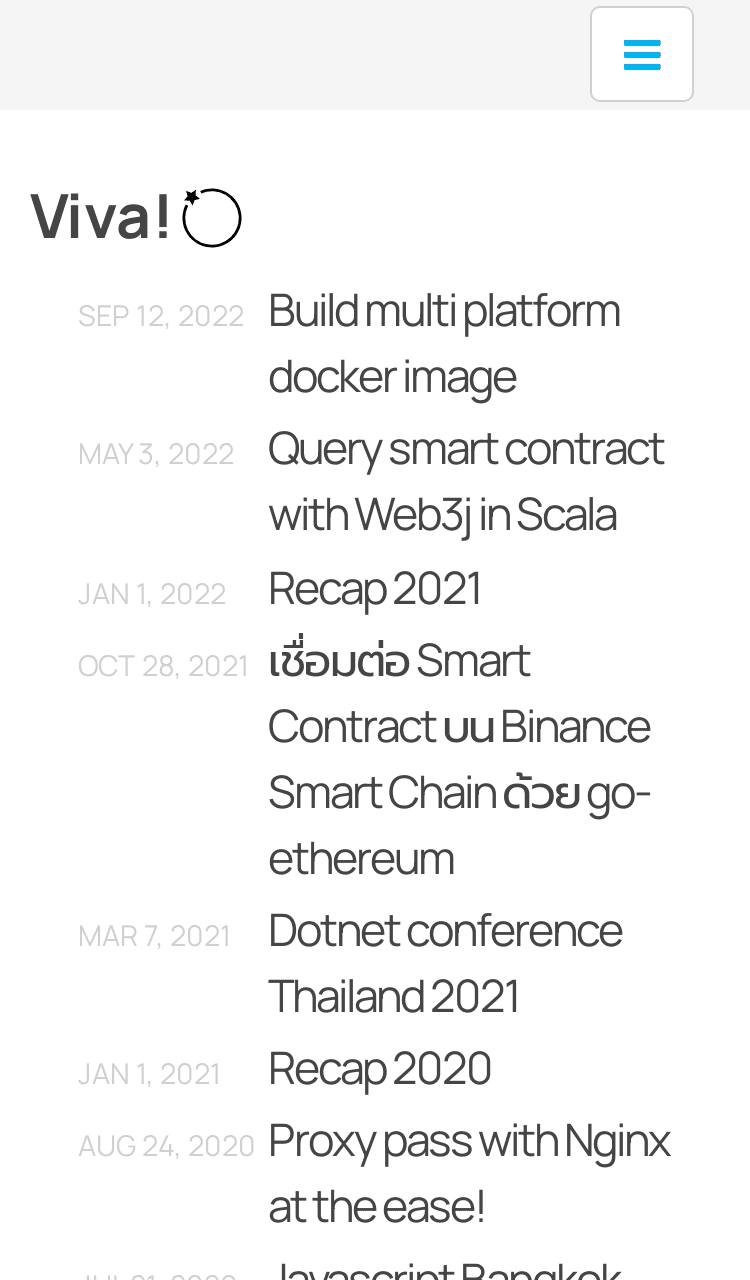 Viva!
SEP 12, 2022 Build multi platform
docker image
MAY 3, 2022 Query smart contract
with Web3j in Scala
JAN 1, 2022 Recap 2021
OCT 28, 2021 เชื่อมต่อ Smart
Contract บน Binance
Smart Chain ด้วย go-
ethereum
MAR 7, 2021 Dotnet conference
Thailand 2021
JAN 1, 2021 Recap 2020
AUG 24, 2020 Proxy pass with Nginx
at the ease!
Javascript Bangkok